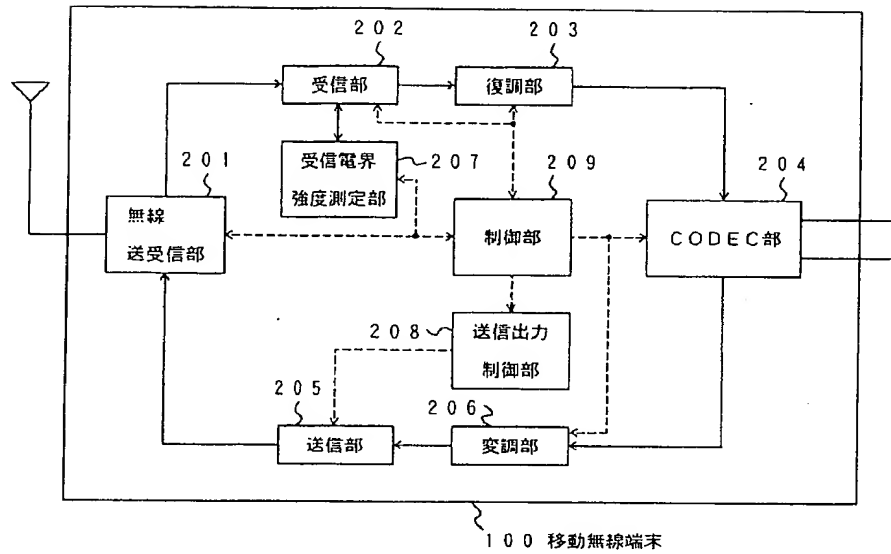 202
203
受信部
復調部
201
受信電界
強度測定部
207
209
204
無線
送受信部
制御部
CODEC部
208
送信出力
制御部
205
206
送信部
変調部
100 移動無線端末